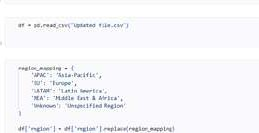 df = pd.read_csv('Updated file.csv')
region_mapping = {
'APAC': 'Asia-Pacific',
'EU': 'Europe',
'LATAM': 'Latin America',
'MEA': 'Middle East & Africa',
'Unknown': 'Unspecified Region'
}
df['region'] = df['region'].replace(region_mapping)